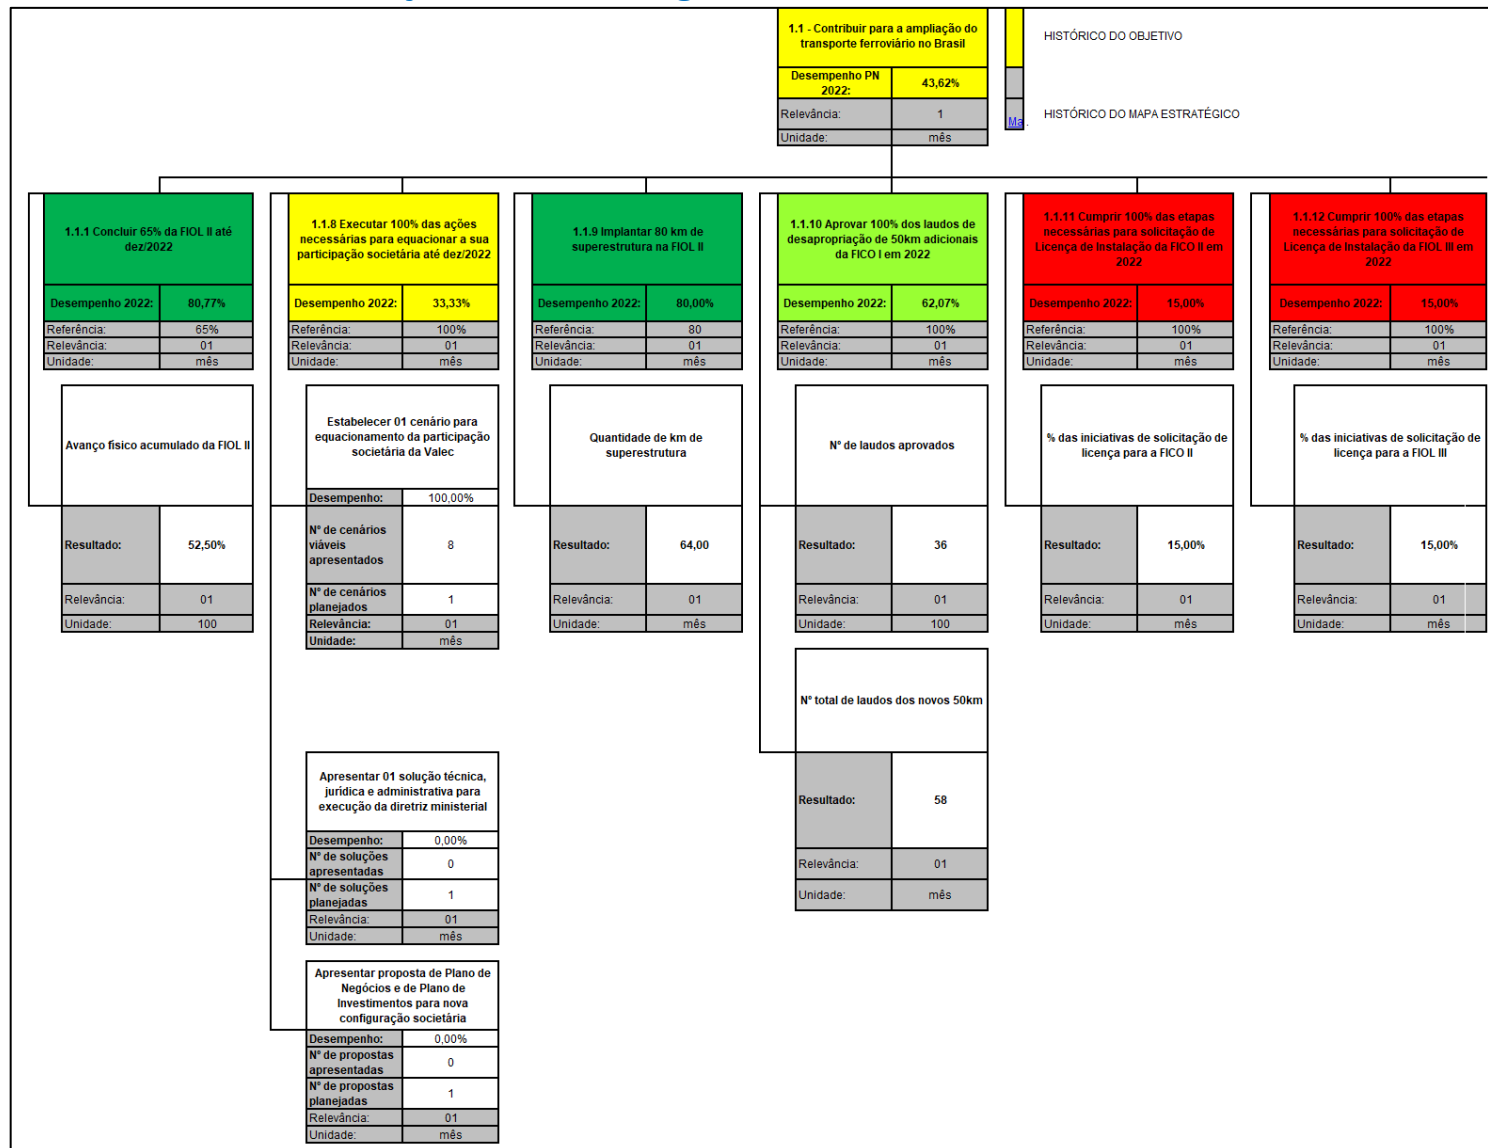 1.1 - Contribuir para a ampliação do
transporte ferroviário no Brasil
Desempenho PN
2022:
43,62%
Relevância:
1
Unidade:
mês
HISTÓRICO DO OBJETIVO
Ma
HISTÓRICO DO MAPA ESTRATÉGICO
1.1.1 Concluir 65% da FIOL II até
dez/2022
Desempenho 2022:
80,77%
Referência:
65%
Relevância:
01
Unidade:
mês
Avanço físico acumulado da FIOL II
Resultado:
52,50%
Relevância:
01
Unidade:
100
1.1.8 Executar 100% das ações
necessárias para equacionar a sua
participação societária até dez/2022
Desempenho 2022:
33,33%
Referência:
100%
Relevância:
01
Unidade:
mês
Estabelecer 01 cenário para
equacionamento da participação
societária da Valec
Desempenho:
100,00%
Nº de cenários
viáveis
apresentados
8
Nº de cenários
planejados
1
Relevância:
01
Unidade:
mês
Apresentar 01 solução técnica,
jurídica e administrativa para
execução da diretriz ministerial
Desempenho:
0,00%
Nº de soluções
apresentadas
0
Nº de soluções
planejadas
1
Relevância:
01
Unidade:
mês
Apresentar proposta de Plano de
Negócios e de Plano de
Investimentos para nova
configuração societária
Desempenho:
0,00%
Nº de propostas
apresentadas
0
Nº de propostas
planejadas
1
Relevância:
01
Unidade:
mês
1.1.9 Implantar 80 km de
superestrutura na FIOL II
Desempenho 2022:
80,00%
Referência:
80
Relevância:
01
Unidade:
mês
Quantidade de km de
superestrutura
Resultado:
64,00
Relevância:
01
Unidade:
mês
1.1.10 Aprovar 100% dos laudos de
desapropriação de 50km adicionais
da FICO I em 2022
Desempenho 2022:
62,07%
Referência:
100%
Relevância:
01
Unidade:
mês
Nº de laudos aprovados
Resultado:
36
Relevância:
01
Unidade:
100
Nº total de laudos dos novos 50km
Resultado:
58
Relevância:
01
Unidade:
mês
1.1.11 Cumprir 100% das etapas
necessárias para solicitação de
Licença de Instalação da FICO II em
2022
Desempenho 2022:
15,00%
Referência:
100%
Relevância:
01
Unidade:
mês
% das iniciativas de solicitação de
licença para a FICO II
Resultado:
15,00%
Relevância:
01
Unidade:
mês
1.1.12 Cumprir 100% das etapas
necessárias para solicitação de
Licença de Instalação da FIOL III em
2022
Desempenho 2022:
15,00%
Referência:
100%
Relevância:
01
Unidade:
mês
% das iniciativas de solicitação de
licença para a FIOL III
Resultado:
15,00%
Relevância:
01
Unidade:
mês